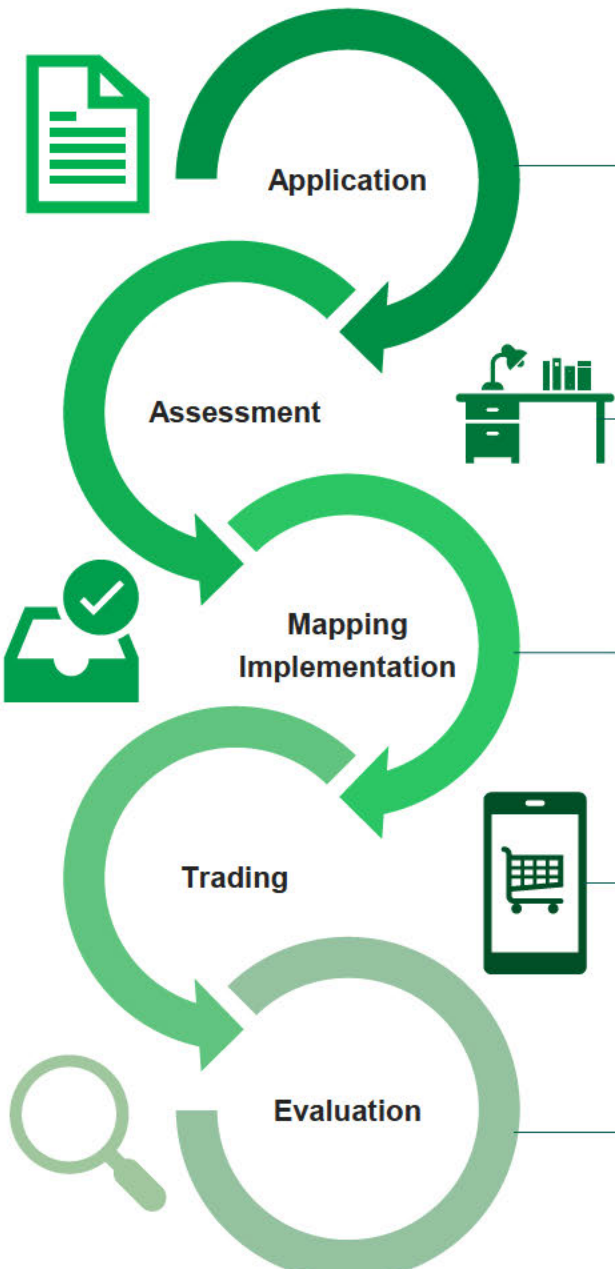 Application
Assessment
Mapping
Implementation
Trading
Evaluation